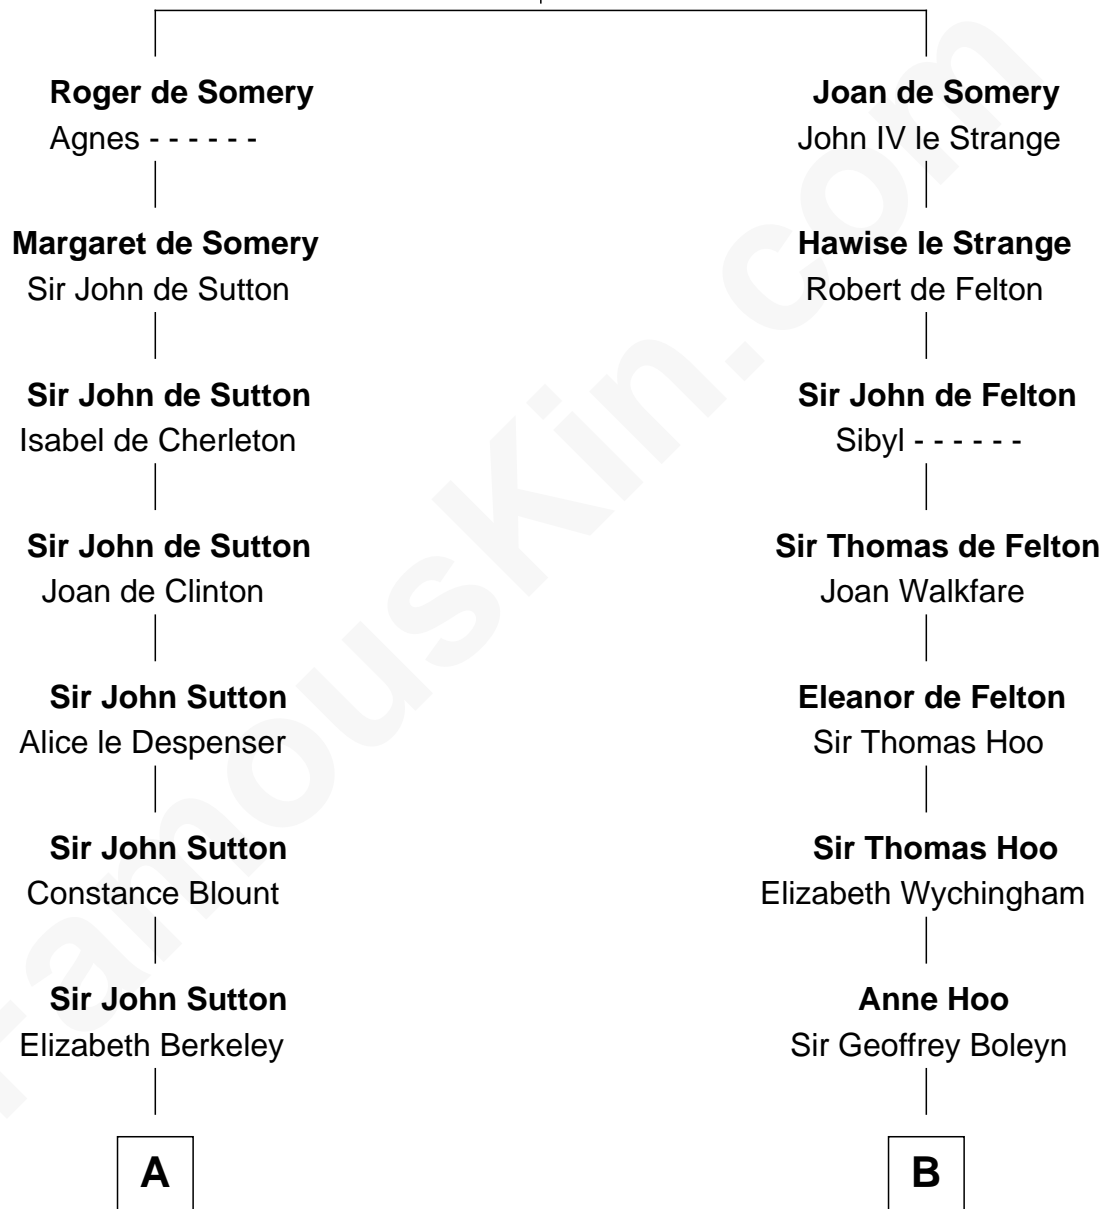 Roger de Somery
Agnes - - - - - -
Margaret de Somery
Sir John de Sutton
Sir John de Sutton
Isabel de Cherleton
Sir John de Sutton
Joan de Clinton
Sir John Sutton
Alice le Despenser
Sir John Sutton
Constance Blount
Sir John Sutton
Elizabeth Berkeley
A
Joan de Somery
John IV le Strange
Hawise le Strange
Robert de Felton
Sir John de Felton
Sibyl - - - - - -
Sir Thomas de Felton
Joan Walkfare
Eleanor de Felton
Sir Thomas Hoo
Sir Thomas Hoo
Elizabeth Wychingham
Anne Hoo
Sir Geoffrey Boleyn
B
FamousKin.com